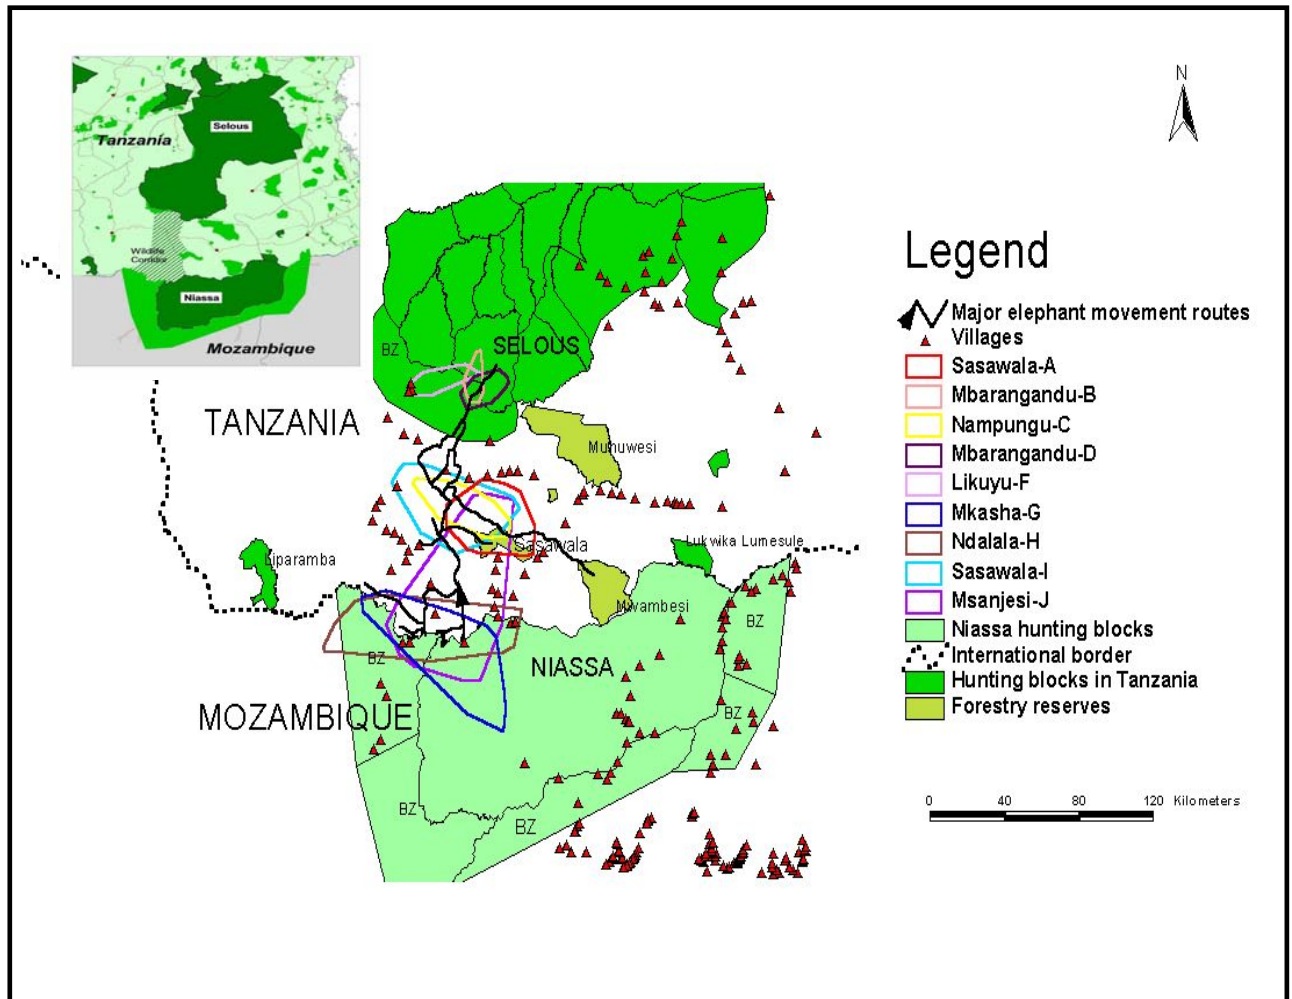 N
Selous
Tanzanía
Wildlife
Corridor
Niassa
Mozambique
Legend
Major elephant movement routes
Villages
Sasawala-A
Mbarangandu-B
Nampungu-C
Mbarangandu-D
Likuyu-F
Mkasha-G
Ndalala-H
Sasawala-I
Msanjesi-J
Niassa hunting blocks
International border
Hunting blocks in Tanzania
Forestry reserves
BZ
SELOUS
TANZANIA
Muhuwesi
Sasawala
Lukwika Lumesule
Liparamba
Mwambesi
BZ
BZ
NIASSA
MOZAMBIQUE
BZ
BZ
BZ
0 40 80 120 Kilometers